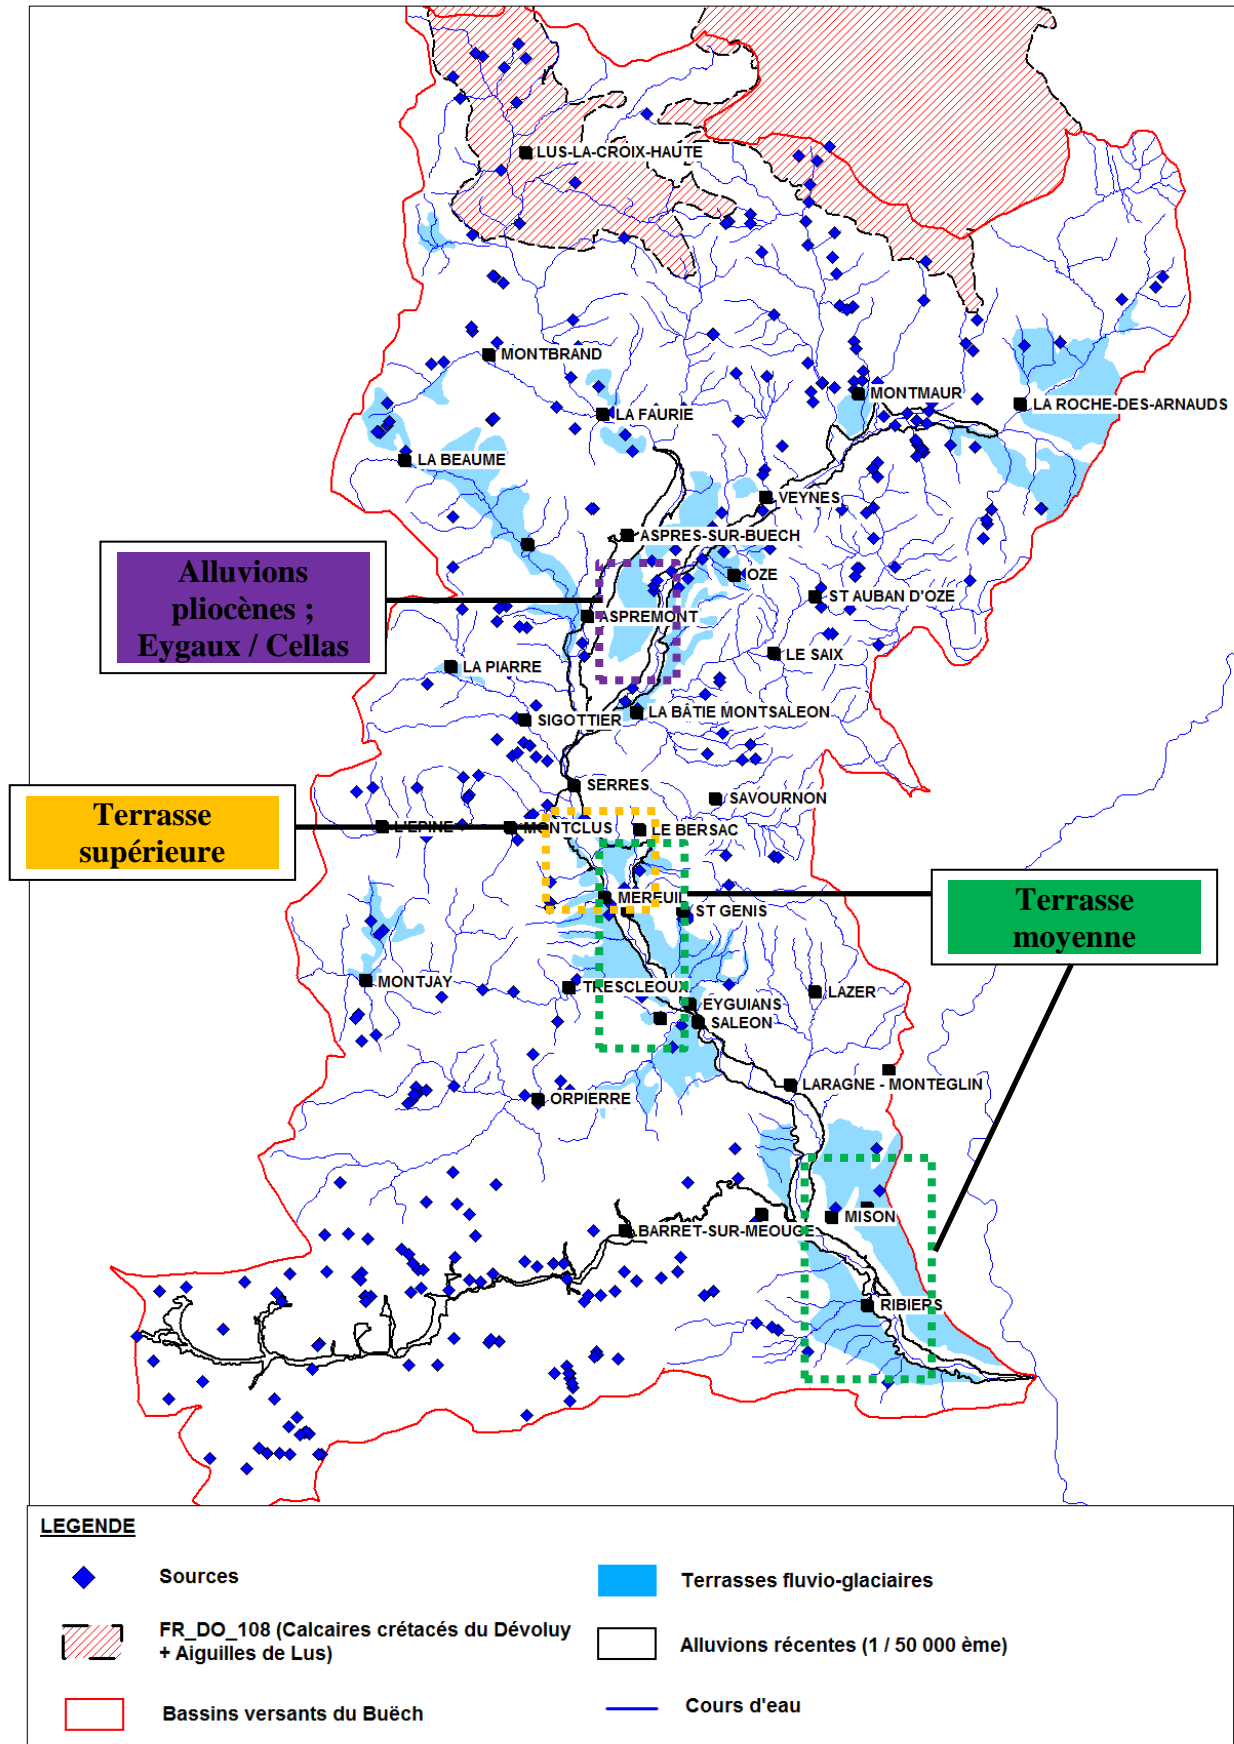 LUS-LA-CROIX-HAUTE
MONTBRAND
MONTMAUR
LA ROCHE-DES-ARNAUDS
LA FAURIE
LA BEAUME
VEYNES
ASPRES-SUR-BUECH
Alluvions
pliocènes ;
Eygaux / Cellas
OZE
ST AUBAN D'OZE
ASPREMONT
LE SAIX
LA PIARRE
LA BÂTIE MONTSALEON
SIGOTTIER
SERRES
SAVOURNON
Terrasse
supérieure
L'EPINE
MONTCLUS
LE BERSAC
MEREUIL
ST GENIS
Terrasse
moyenne
MONTJAY
TRESCLEOUX
LAZER
EYGUIANS
SALEON
LARAGNE - MONTEGLIN
ORPIERRE
MISON
BARRET-SUR-MEOUGE
RIBIERS
LEGENDE
Sources
Terrasses fluvio-glaciaires
FR_DO_108 (Calcaires crétacés du Dévoluy
+ Aiguilles de Lus)
Alluvions récentes (1 / 50 000 ème)
Bassins versants du Buëch
Cours d'eau